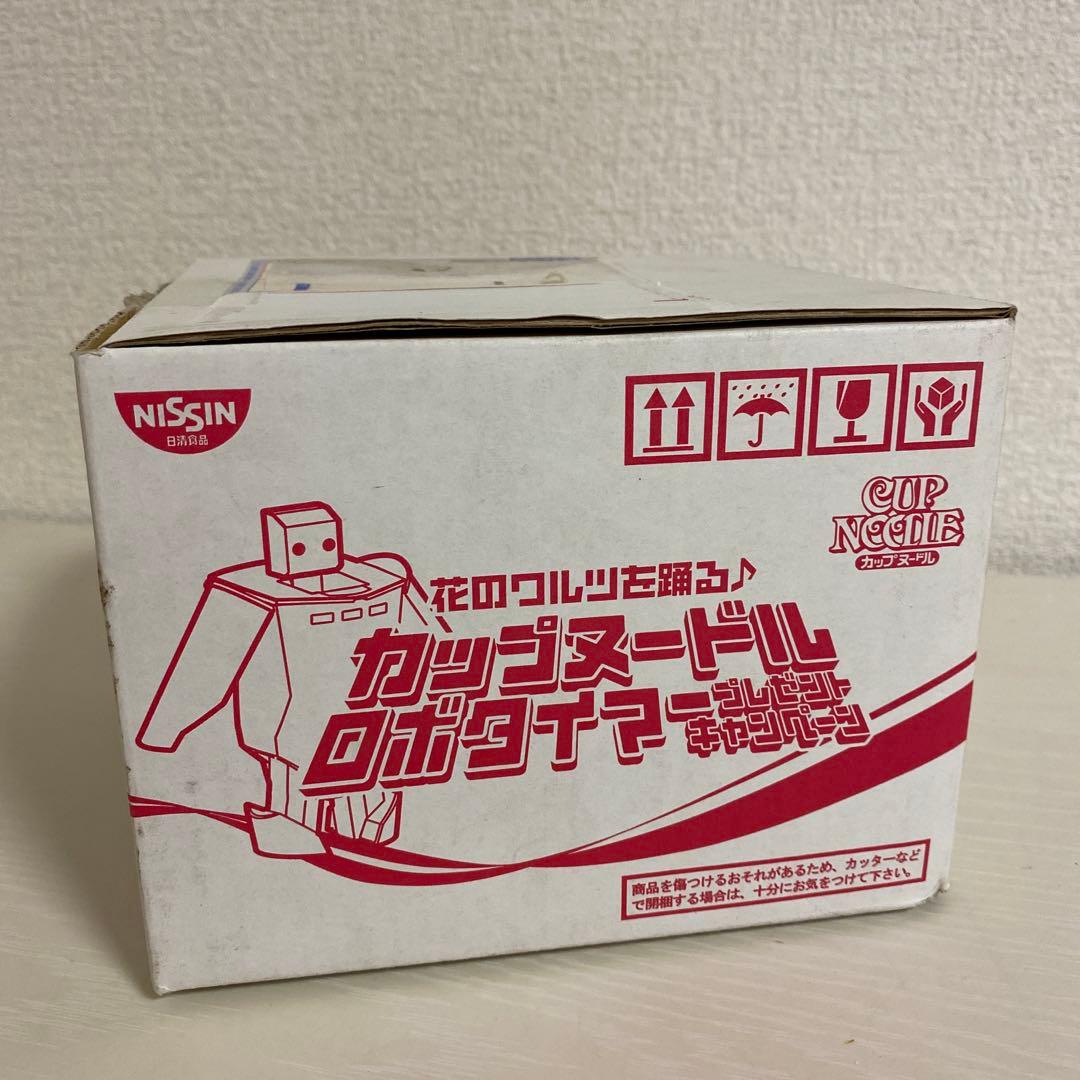 NISSIN
日清食品
CUP
NOODLE
カップヌードル
花のワルツを踊る♪
カップヌードル
ロボタイマー
プレゼント
キャンペーン
商品を傷つけるおそれがあるため、カッターなど
で開梱する場合は、十分にお気をつけて下さい。